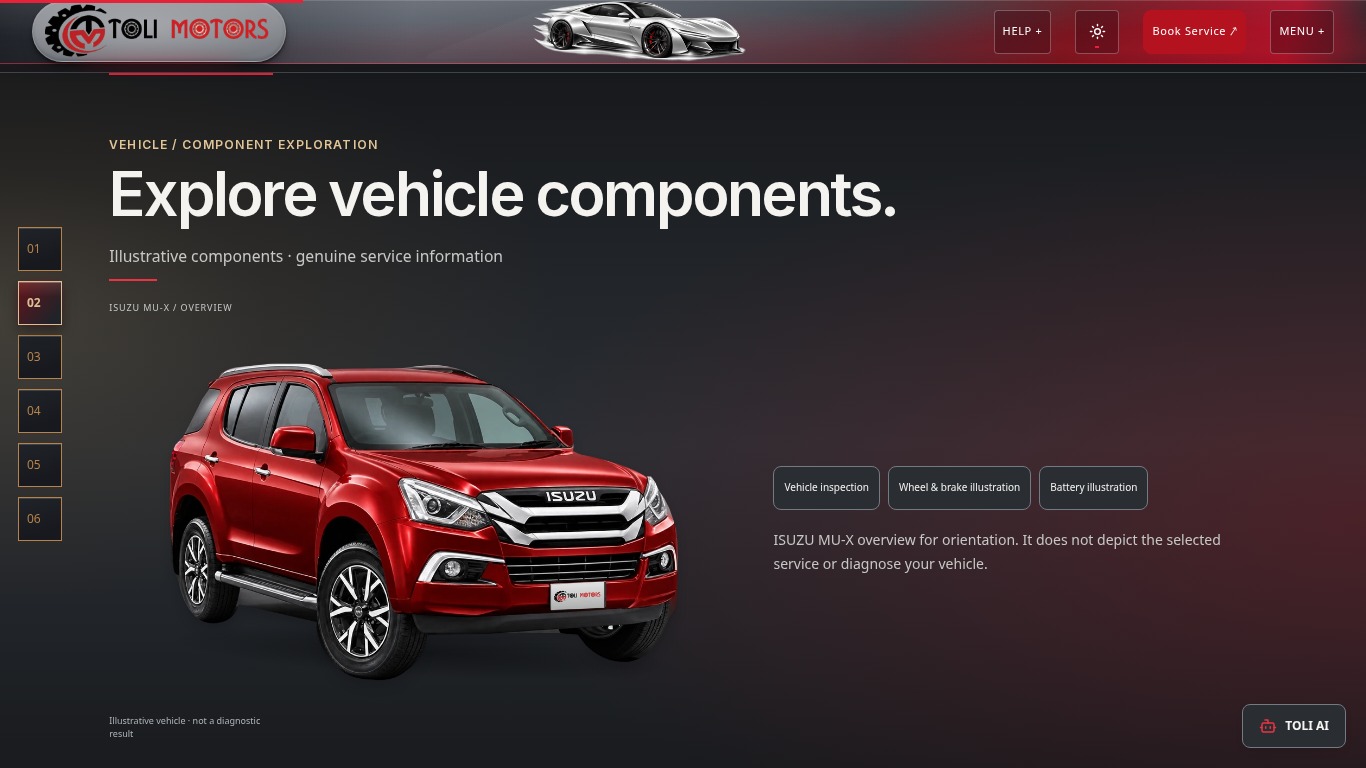 TOLI MOTORS
HELP +
Book Service ↗
MENU +
VEHICLE / COMPONENT EXPLORATION
Explore vehicle components.
Illustrative components · genuine service information
ISUZU MU-X / OVERVIEW
01
02
03
04
05
06
ISUZU
TOLI MOTORS
Vehicle inspection
Wheel & brake illustration
Battery illustration
ISUZU MU-X overview for orientation. It does not depict the selected
service or diagnose your vehicle.
Illustrative vehicle · not a diagnostic
result
TOLI AI